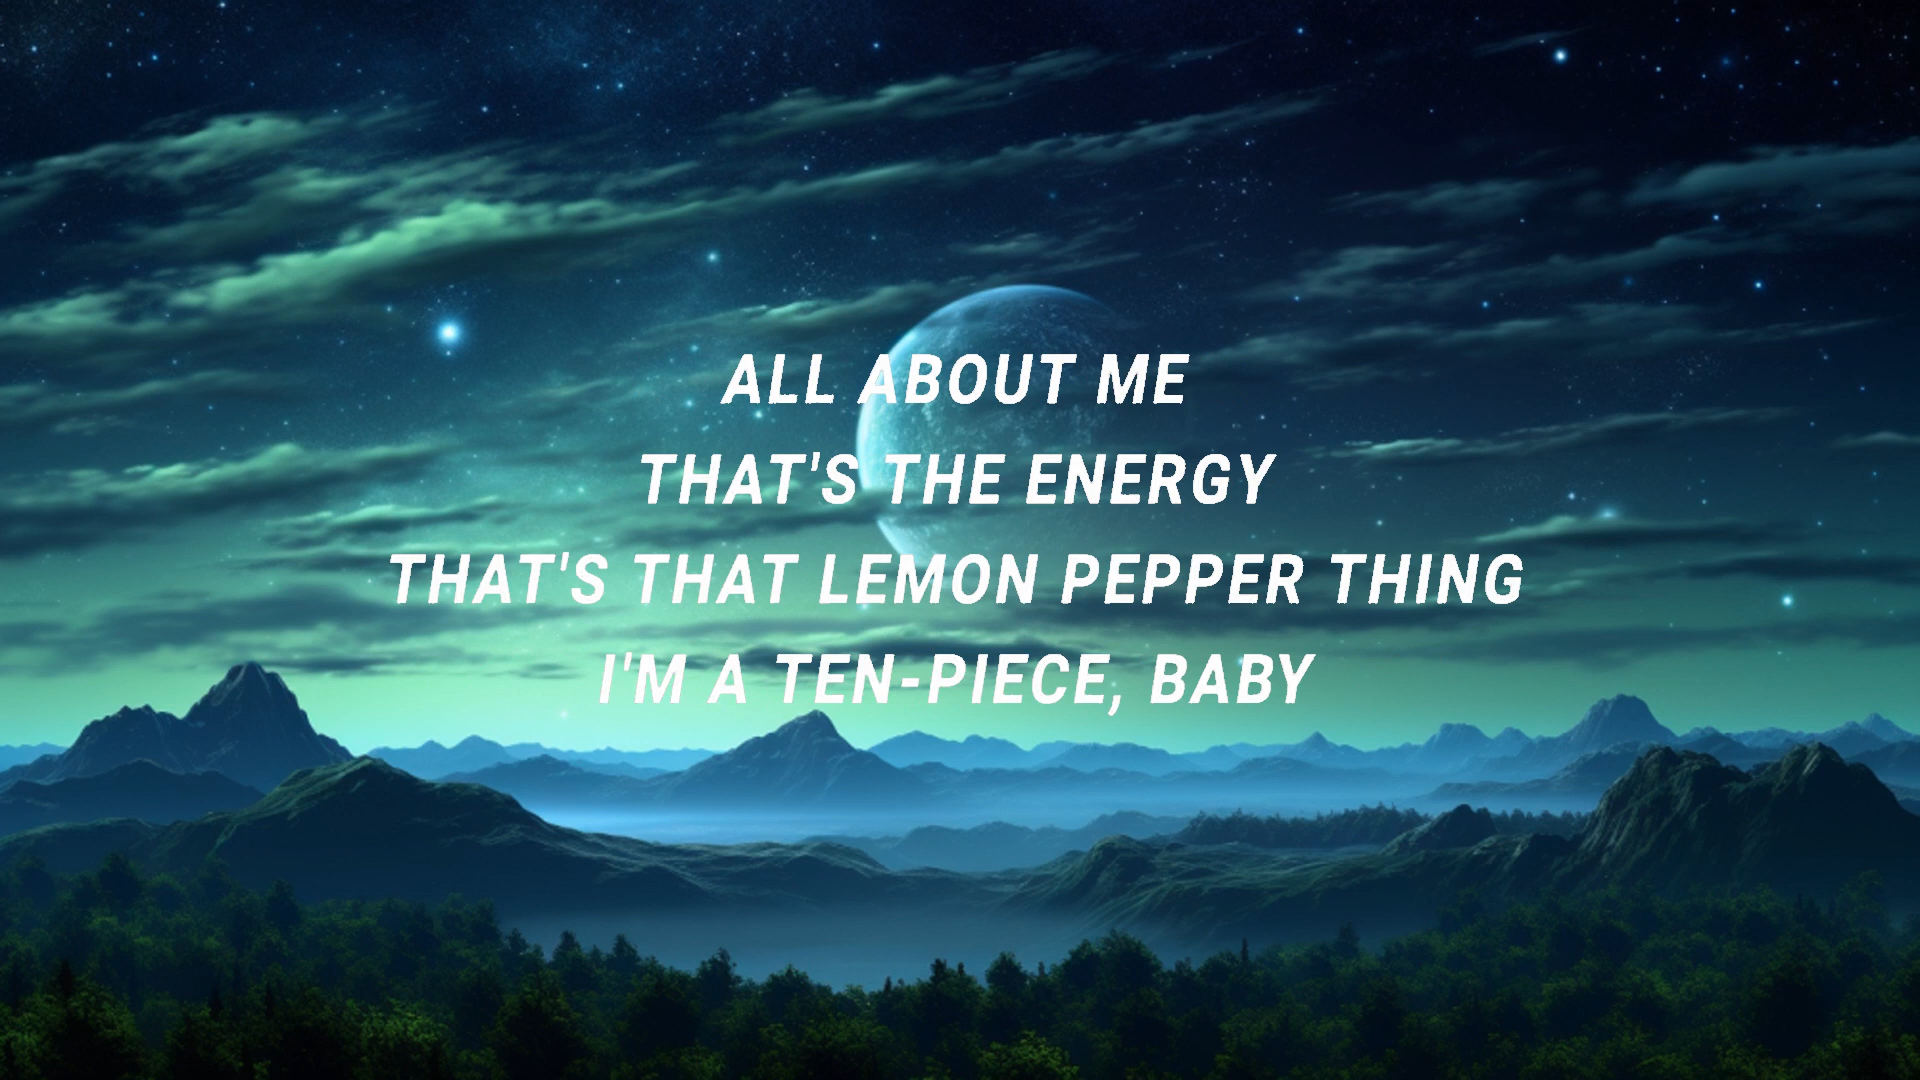 ALL ABOUT ME
THAT'S THE ENERGY
THAT'S THAT LEMON PEPPER THING
I'M A TEN-PIECE, BABY